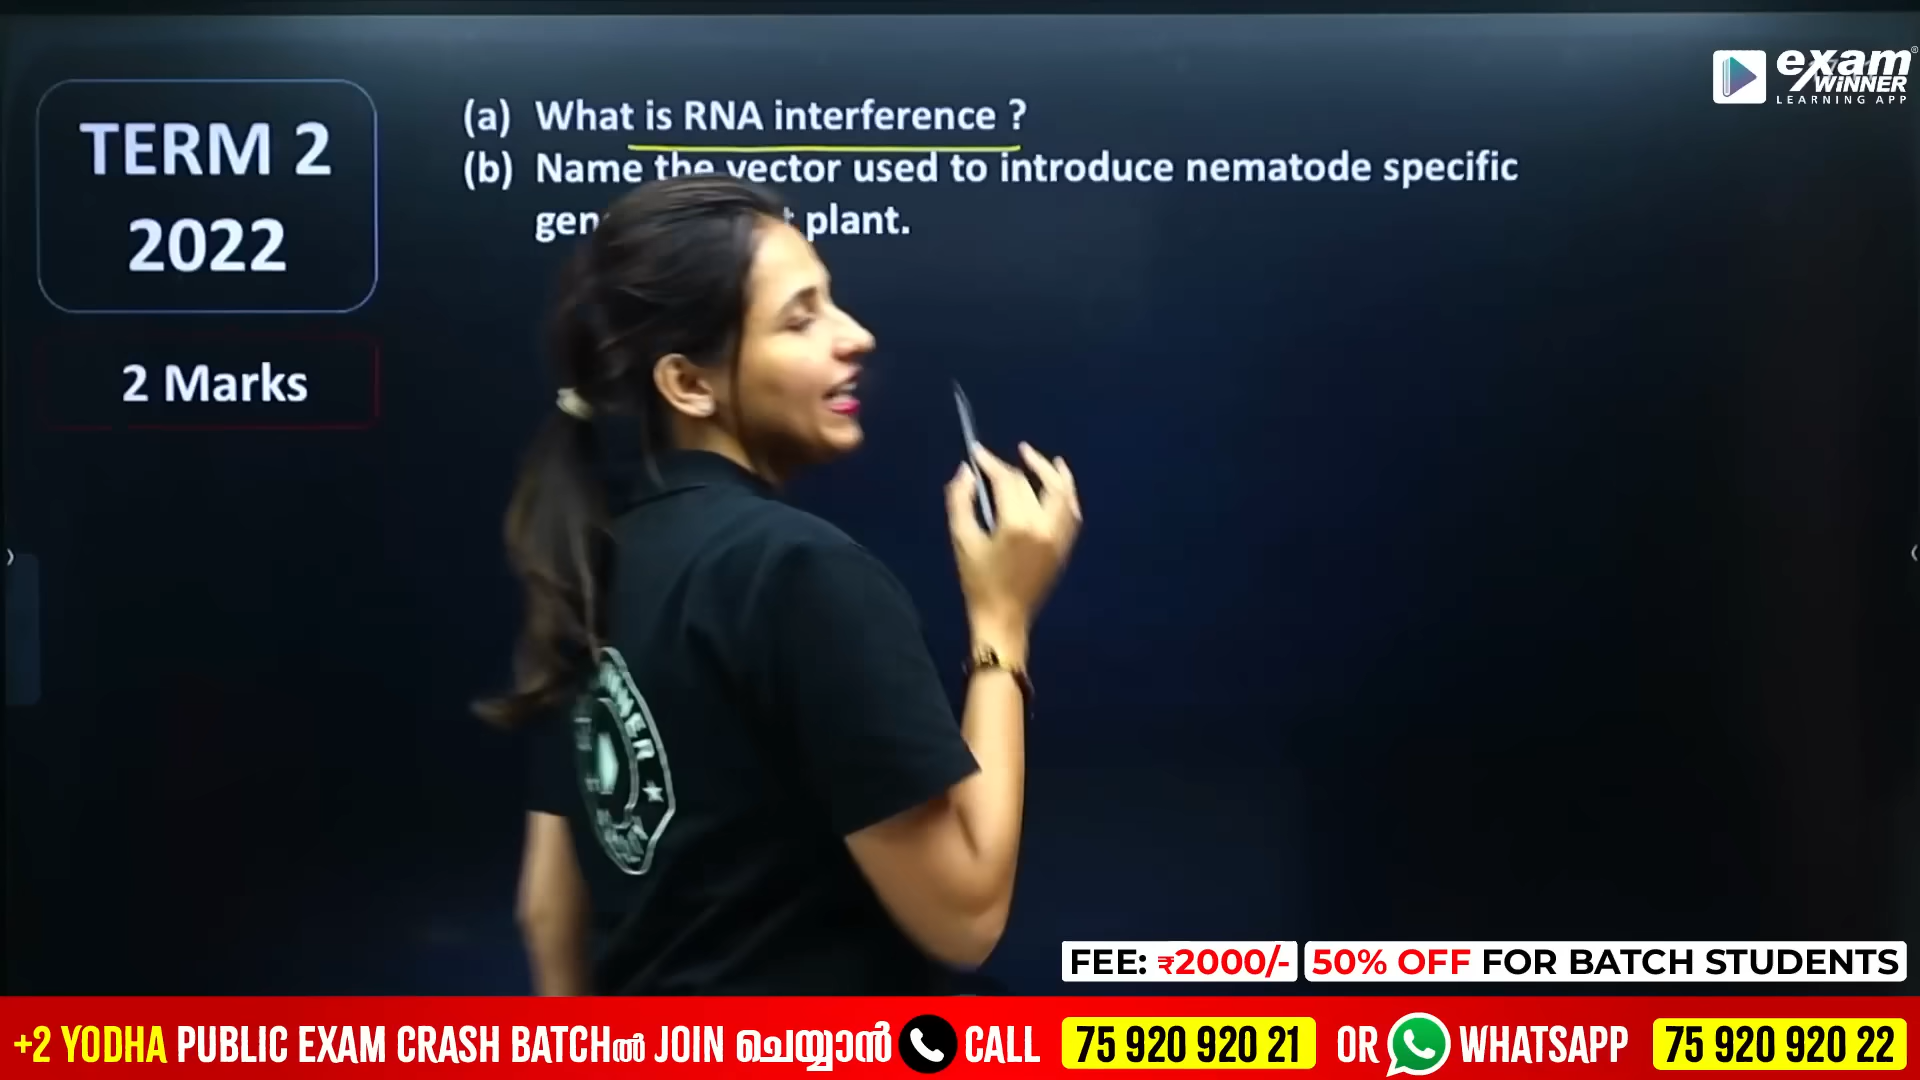 exam
WiNNER
LEARNING APP
TERM 2
2022
2 Marks
(a) What is RNA interference ?
(b) Name the vector used to introduce nematode specific
plant.
FEE: ₹2000/- 50% OFF FOR BATCH STUDENTS
+2 YODHA PUBLIC EXAM CRASH BATCHൽ JOIN ചെയ്യാൻ CALL 75 920 920 21 OR WHATSAPP 75 920 920 22